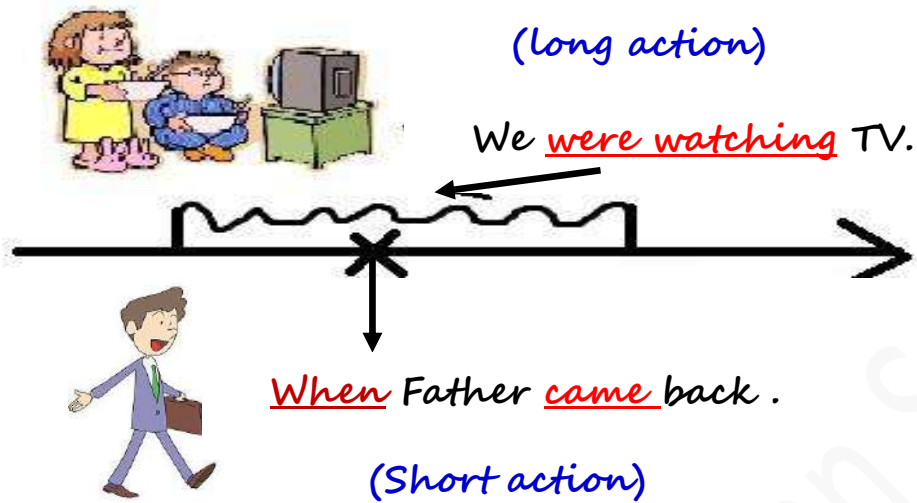 (long action)
We were watching TV.
When Father came back .
(Short action)